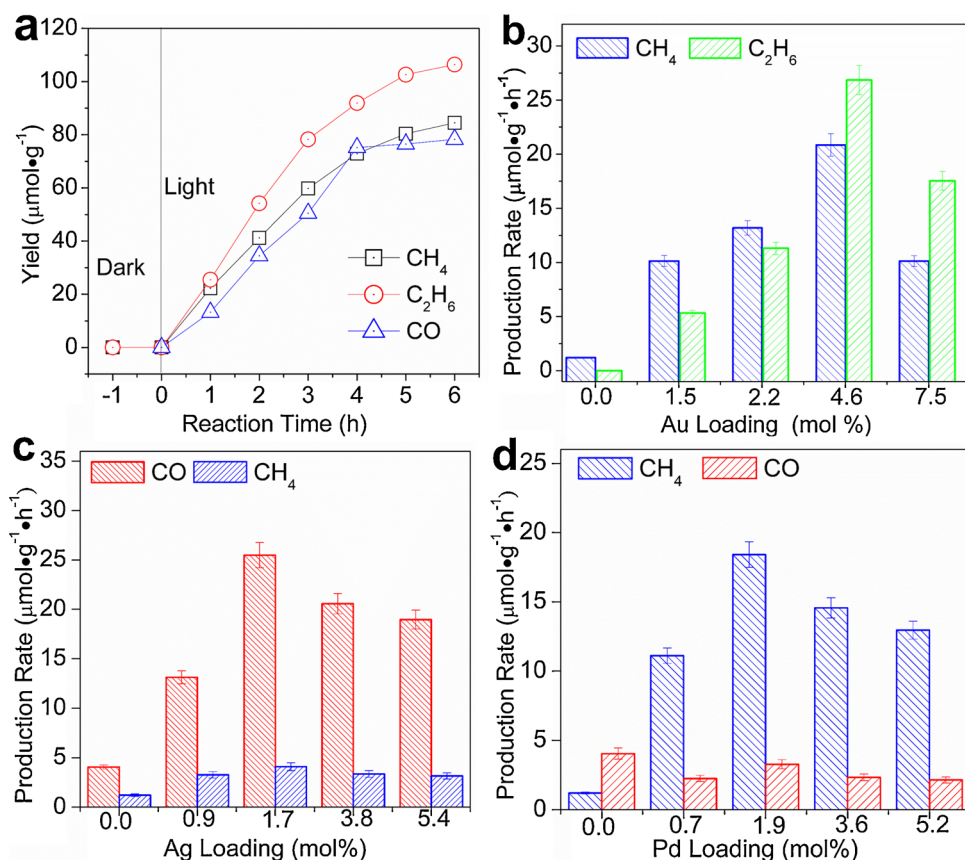 a
120
100
80
60
40
20
0
Yield (μmol•g⁻¹)
Dark
Light
CH₄
C₂H₆
CO
-1 0 1 2 3 4 5 6
Reaction Time (h)
b
30
25
20
15
10
5
0
Production Rate (μmol•g⁻¹•h⁻¹)
CH₄ C₂H₆
0.0 1.5 2.2 4.6 7.5
Au Loading (mol %)
c
35
30
25
20
15
10
5
0
Production Rate (μmol•g⁻¹•h⁻¹)
CO CH₄
0.0 0.9 1.7 3.8 5.4
Ag Loading (mol%)
d
25
20
15
10
5
0
Production Rate (μmol•g⁻¹•h⁻¹)
CH₄ CO
0.0 0.7 1.9 3.6 5.2
Pd Loading (mol%)